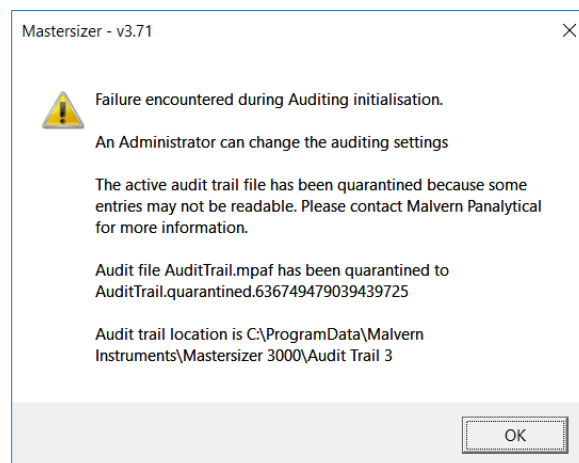 Mastersizer - v3.71
Failure encountered during Auditing initialisation.
An Administrator can change the auditing settings
The active audit trail file has been quarantined because some
entries may not be readable. Please contact Malvern Panalytical
for more information.
Audit file AuditTrail.mpaf has been quarantined to
AuditTrail.quarantined.636749479039439725
Audit trail location is C:\ProgramData\Malvern
Instruments\Mastersizer 3000\Audit Trail 3
OK